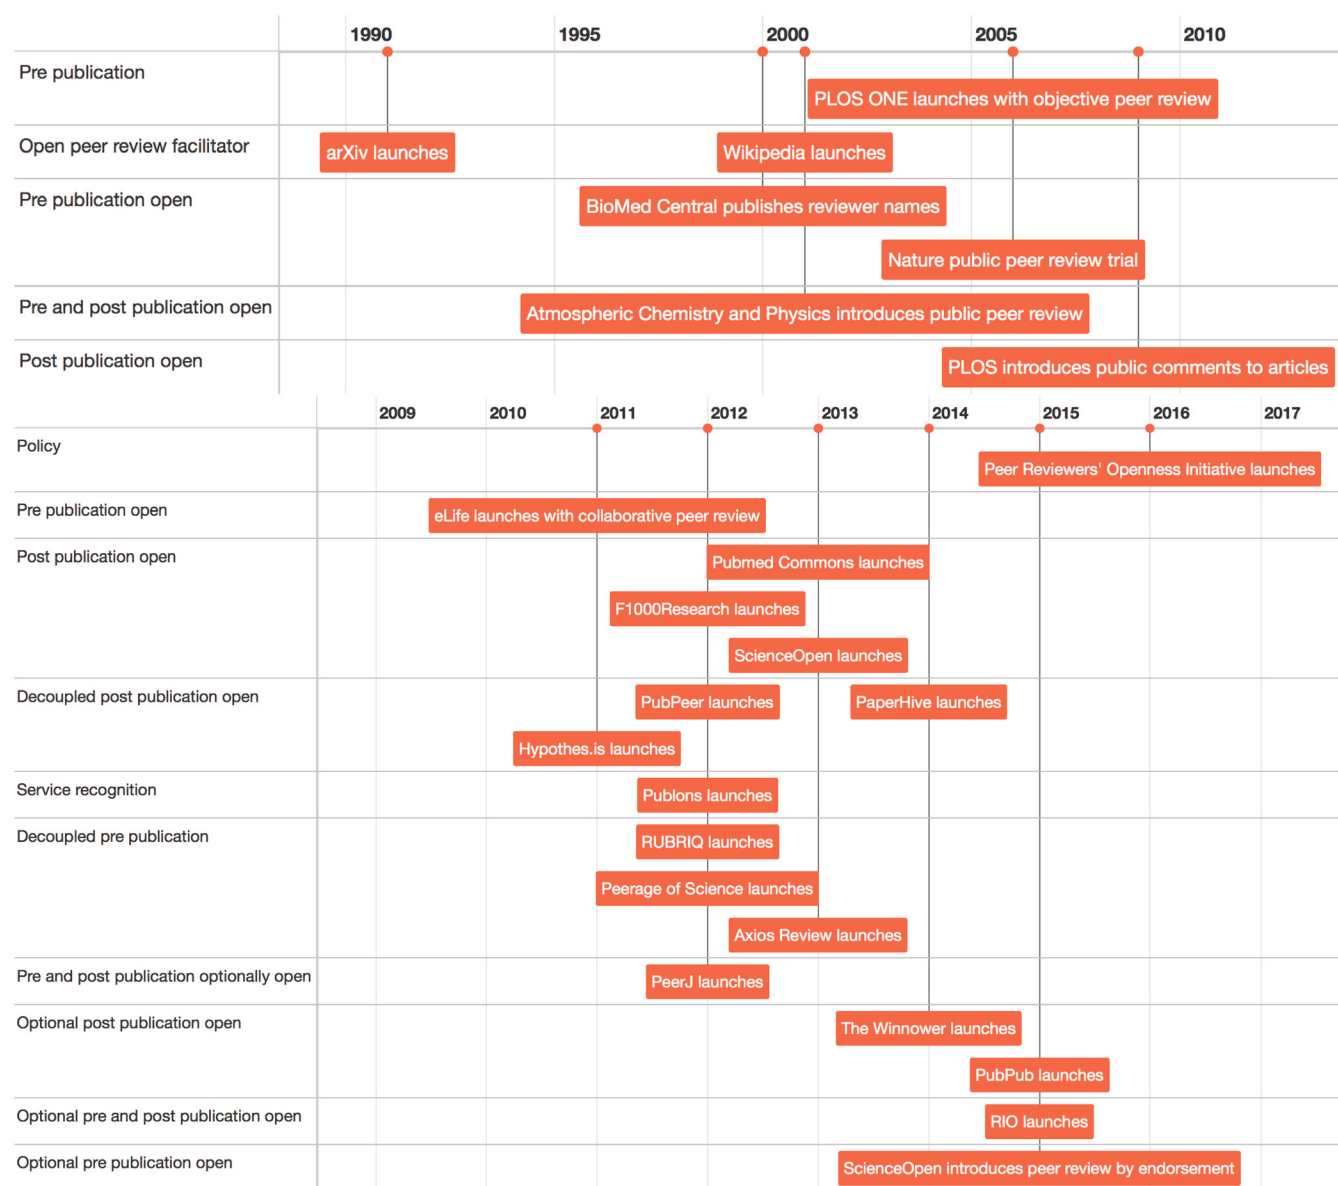 1990 1995 2000 2005 2010
Pre publication
PLOS ONE launches with objective peer review
Open peer review facilitator
arXiv launches
Wikipedia launches
Pre publication open
BioMed Central publishes reviewer names
Nature public peer review trial
Pre and post publication open
Atmospheric Chemistry and Physics introduces public peer review
Post publication open
PLOS introduces public comments to articles
2009 2010 2011 2012 2013 2014 2015 2016 2017
Policy
Peer Reviewers' Openness Initiative launches
Pre publication open
eLife launches with collaborative peer review
Post publication open
Pubmed Commons launches
F1000Research launches
ScienceOpen launches
Decoupled post publication open
PubPeer launches
PaperHive launches
Hypothes.is launches
Service recognition
Publons launches
Decoupled pre publication
RUBRIQ launches
Peerage of Science launches
Axios Review launches
Pre and post publication optionally open
PeerJ launches
Optional post publication open
The Winnower launches
PubPub launches
Optional pre and post publication open
RIO launches
Optional pre publication open
ScienceOpen introduces peer review by endorsement